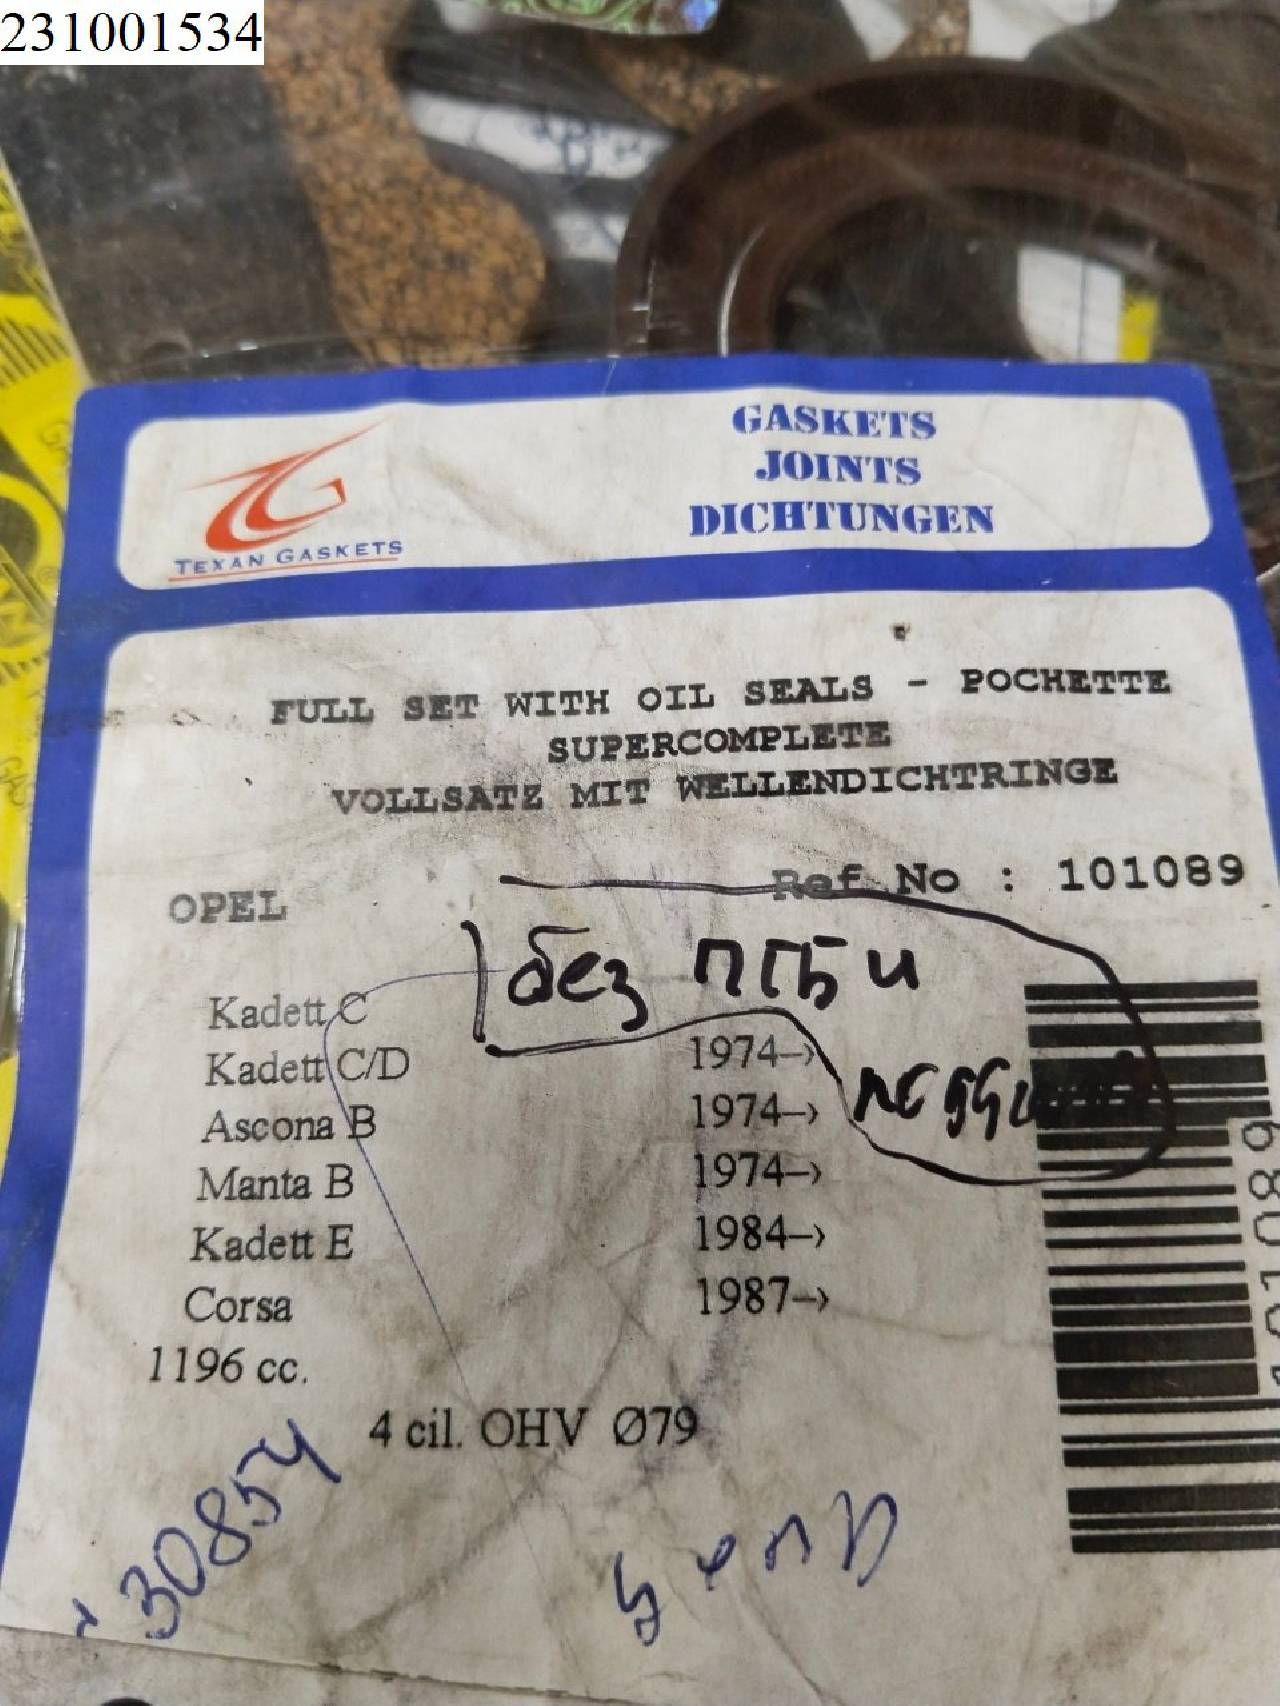 231001534
GASKETS
JOINTS
DICHTUNGEN
TEXAN GASKETS
FULL SET WITH OIL SEALS - POCHETTE
SUPERCOMPLETE
VOLLSATZ MIT WELLENDICHTRINGE
Ref No : 101089
OPEL
без ПГБ и
Kadett C
Kadett C/D 1974->
Ascona B 1974->
Manta B 1974->
Kadett E 1984->
Corsa 1987->
1196 cc.
4 cil. OHV Ø79
101089
30854